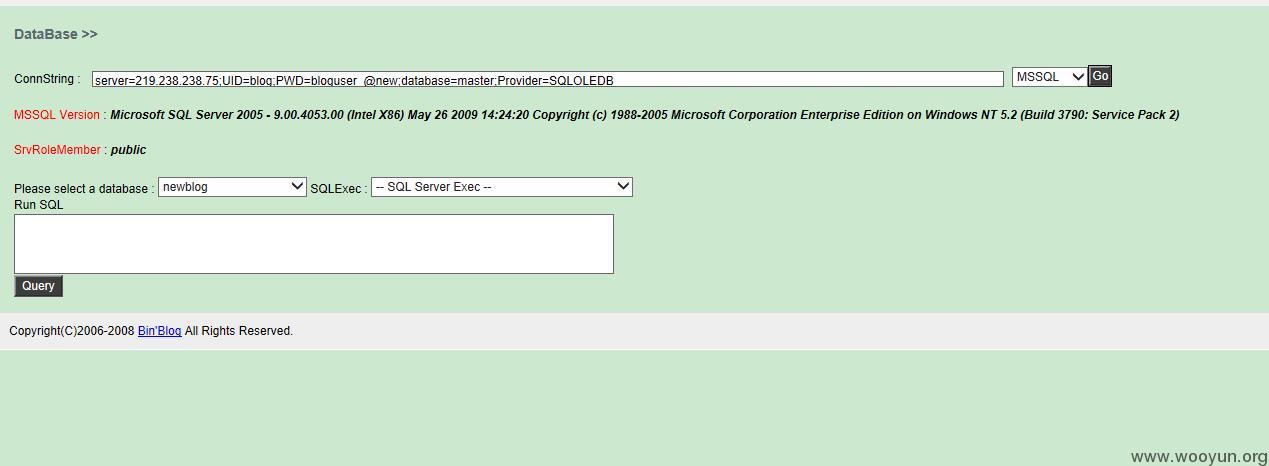 DataBase >>
ConnString : server=219.238.238.75;UID=blog;PWD=bloguser_@new;database=master;Provider=SQLOLEDB MSSQL Go
MSSQL Version : Microsoft SQL Server 2005 - 9.00.4053.00 (Intel X86) May 26 2009 14:24:20 Copyright (c) 1988-2005 Microsoft Corporation Enterprise Edition on Windows NT 5.2 (Build 3790: Service Pack 2)
SrvRoleMember : public
Please select a database : newblog SQLExec : -- SQL Server Exec --
Run SQL
Query
Copyright(C)2006-2008 Bin'Blog All Rights Reserved.
www.wooyun.org